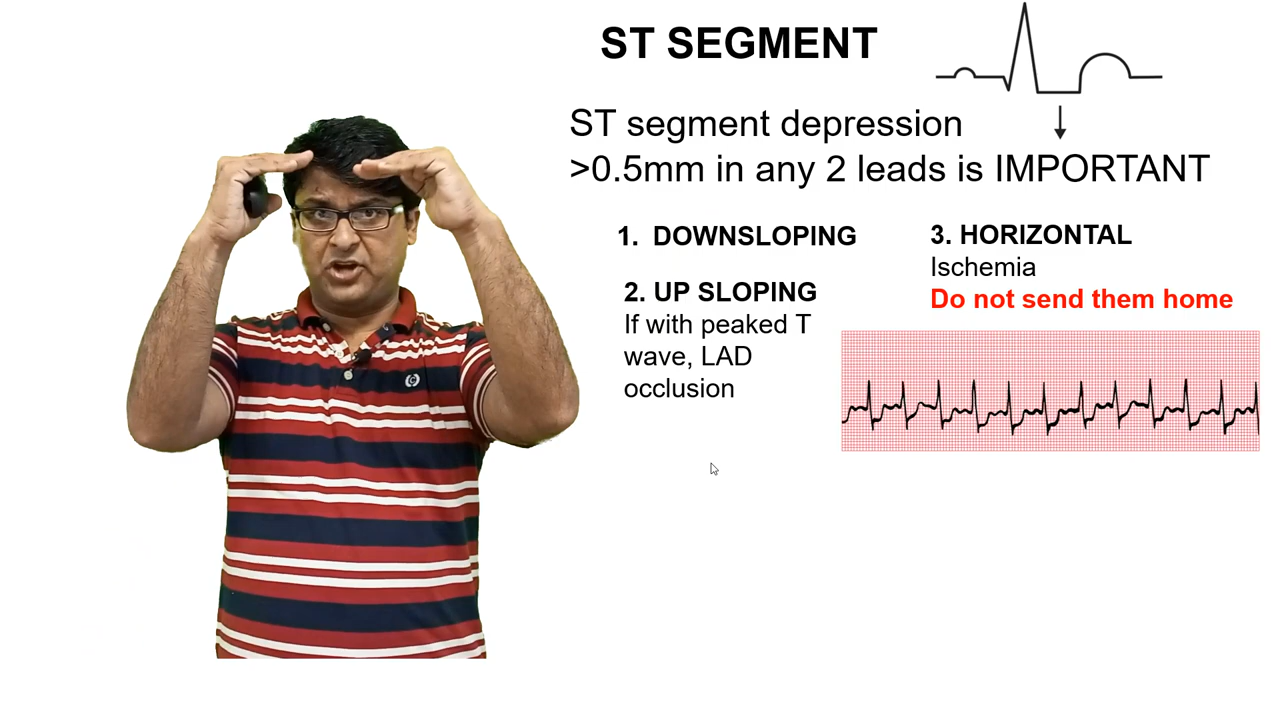 ST SEGMENT
ST segment depression
>0.5mm in any 2 leads is IMPORTANT
1. DOWNSLOPING
2. UP SLOPING
If with peaked T
wave, LAD
occlusion
3. HORIZONTAL
Ischemia
Do not send them home